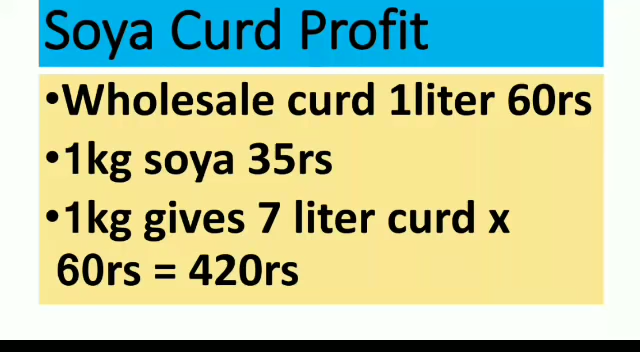 Soya Curd Profit
•Wholesale curd 1liter 60rs
•1kg soya 35rs
•1kg gives 7 liter curd x
60rs = 420rs